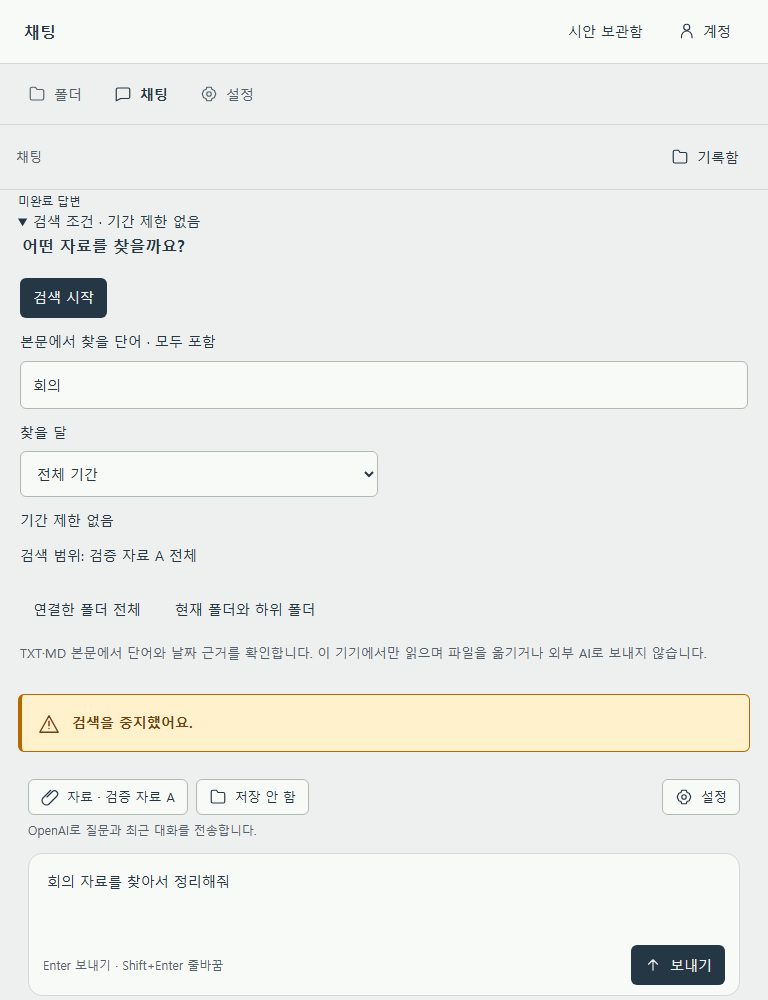 채팅
시안 보관함
계정
폴더
채팅
설정
채팅
기록함
미완료 답변
▼ 검색 조건 · 기간 제한 없음
어떤 자료를 찾을까요?
검색 시작
본문에서 찾을 단어 · 모두 포함
회의
찾을 달
전체 기간
기간 제한 없음
검색 범위: 검증 자료 A 전체
연결한 폴더 전체
현재 폴더와 하위 폴더
TXT·MD 본문에서 단어와 날짜 근거를 확인합니다. 이 기기에서만 읽으며 파일을 옮기거나 외부 AI로 보내지 않습니다.
검색을 중지했어요.
자료 · 검증 자료 A
저장 안 함
설정
OpenAI로 질문과 최근 대화를 전송합니다.
회의 자료를 찾아서 정리해줘
Enter 보내기 · Shift+Enter 줄바꿈
보내기